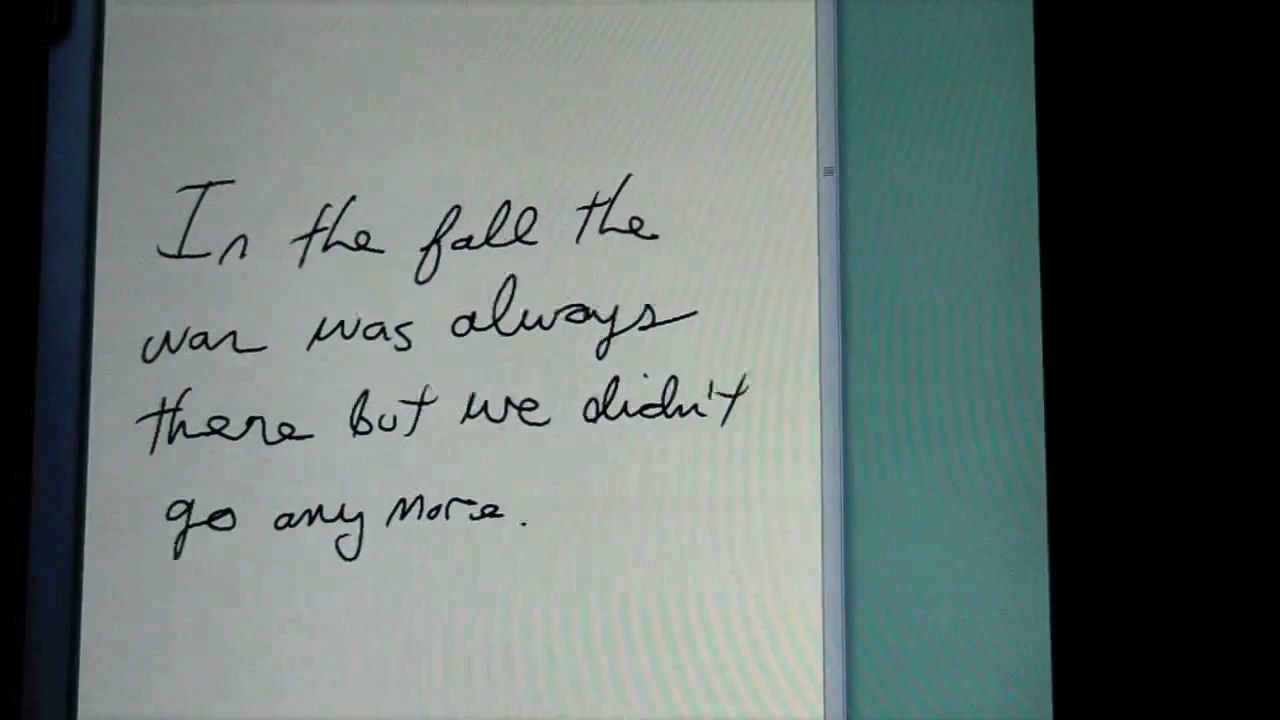 In the fall the
war was always
there but we didn't
go any more.